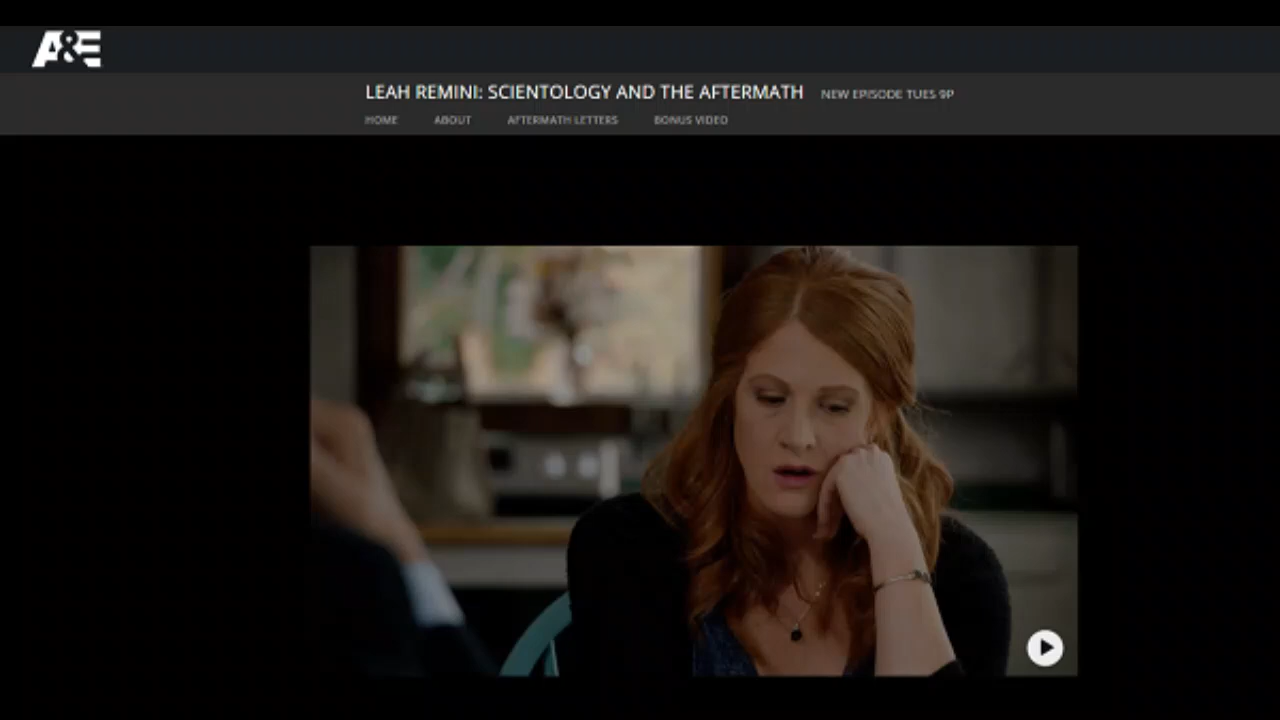 A&E
LEAH REMINI: SCIENTOLOGY AND THE AFTERMATH NEW EPISODE TUES 9P
HOME ABOUT AFTERMATH LETTERS BONUS VIDEO